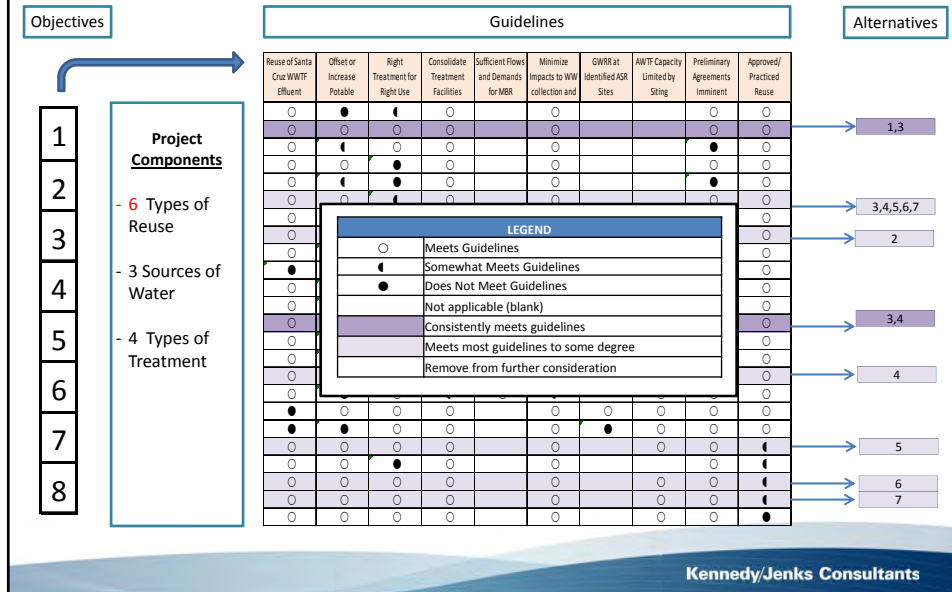 Objectives
Guidelines
Alternatives
Reuse of Santa
Cruz WWTF
Effluent
Offset or
Increase
Potable
Right
Treatment for
Right Use
Consolidate
Treatment
Facilities
Sufficient Flows
and Demands
for MBR
Minimize
Impacts to WW
collection and
GWRR at
Identified ASR
Sites
AWTF Capacity
Limited by
Siting
Preliminary
Agreements
Imminent
Approved/
Practiced
Reuse
1
2
3
4
5
6
7
8
Project
Components
- 6 Types of
Reuse
- 3 Sources of
Water
- 4 Types of
Treatment
LEGEND
Meets Guidelines
Somewhat Meets Guidelines
Does Not Meet Guidelines
Not applicable (blank)
Consistently meets guidelines
Meets most guidelines to some degree
Remove from further consideration
1,3
3,4,5,6,7
2
3,4
4
5
6
7
Kennedy/Jenks Consultants